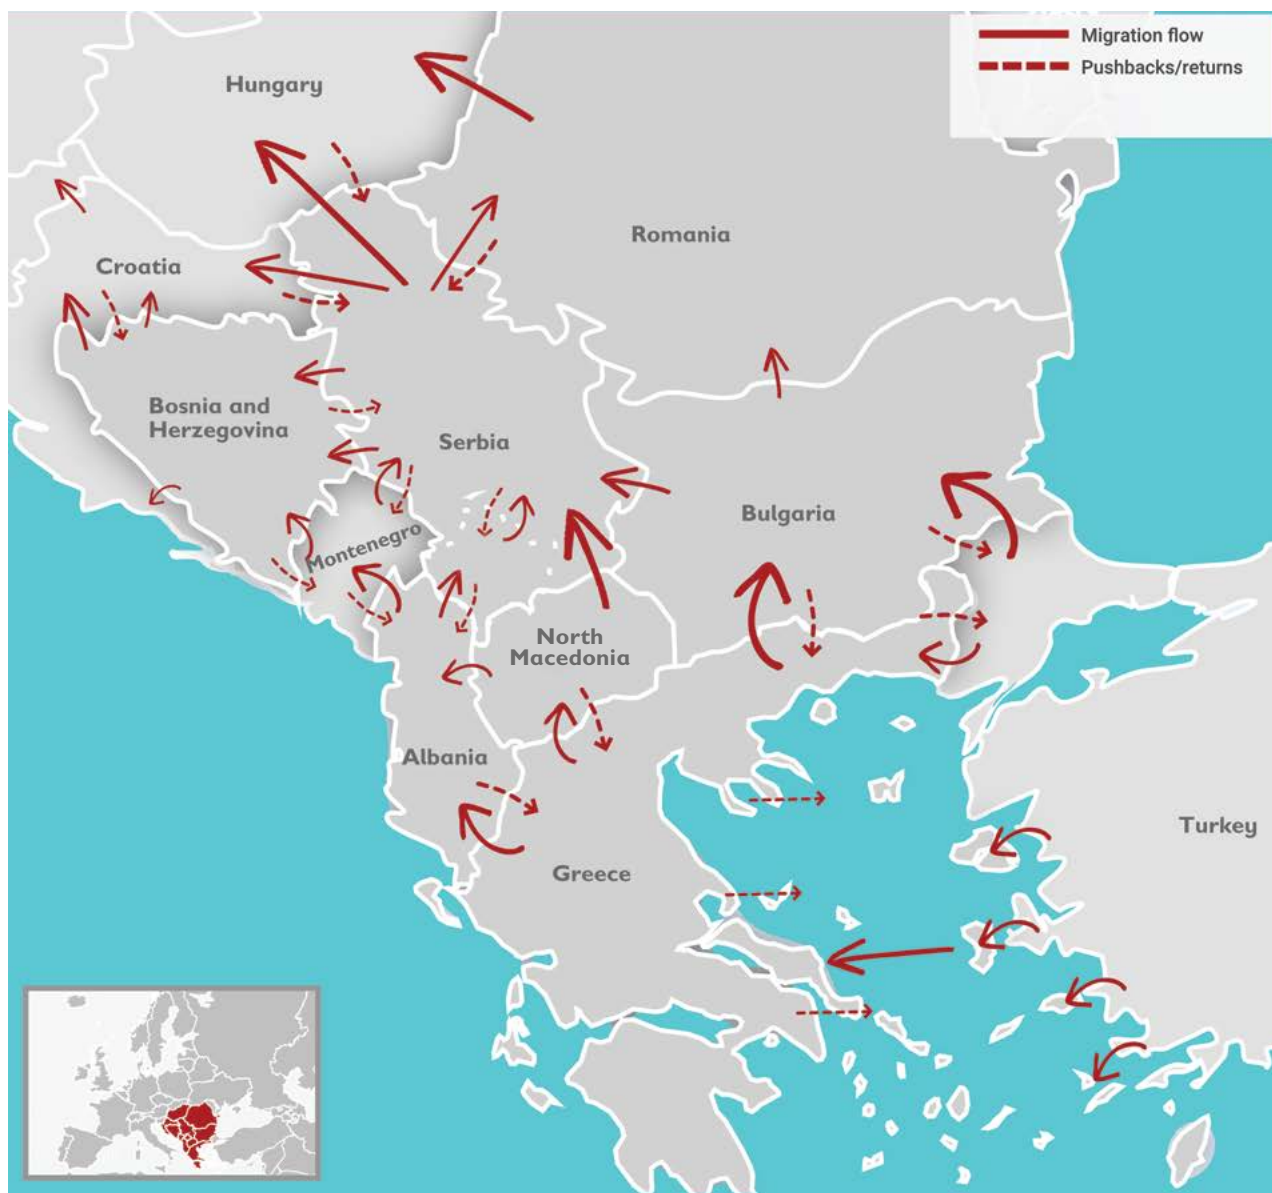 Migration flow
Pushbacks/returns
Hungary
Romania
Croatia
Bosnia and
Herzegovina
Serbia
Bulgaria
Montenegro
North
Macedonia
Albania
Turkey
Greece